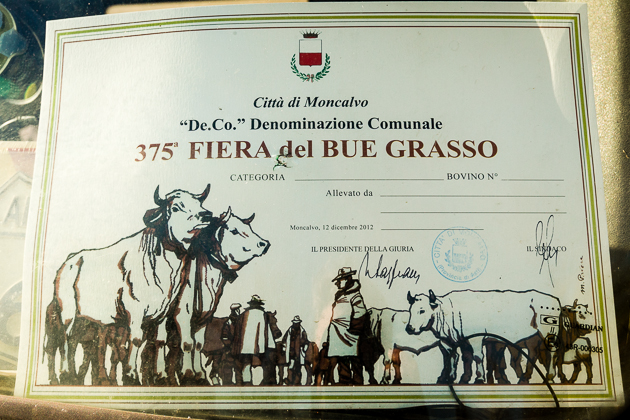 Città di Moncalvo
“De.Co.” Denominazione Comunale
375ª FIERA del BUE GRASSO
CATEGORIA BOVINO N°
Allevato da
Moncalvo, 12 dicembre 2012
IL PRESIDENTE DELLA GIURIA IL SINDACO